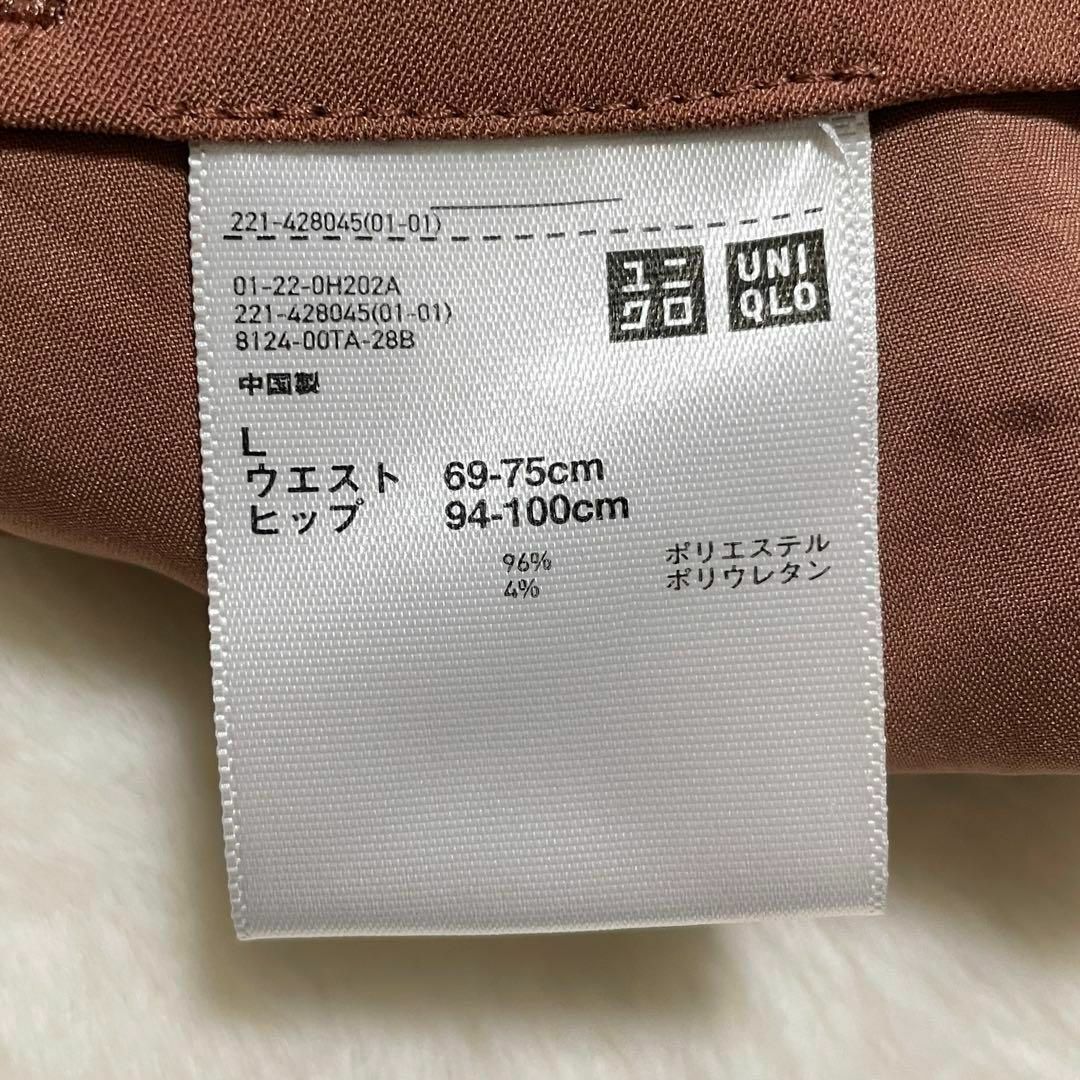 221-428045(01-01)
ユニクロ
UNIQLO
01-22-0H202A
221-428045(01-01)
8124-00TA-28B
中国製
L
ウエスト 69-75cm
ヒップ 94-100cm
96% ポリエステル
4% ポリウレタン